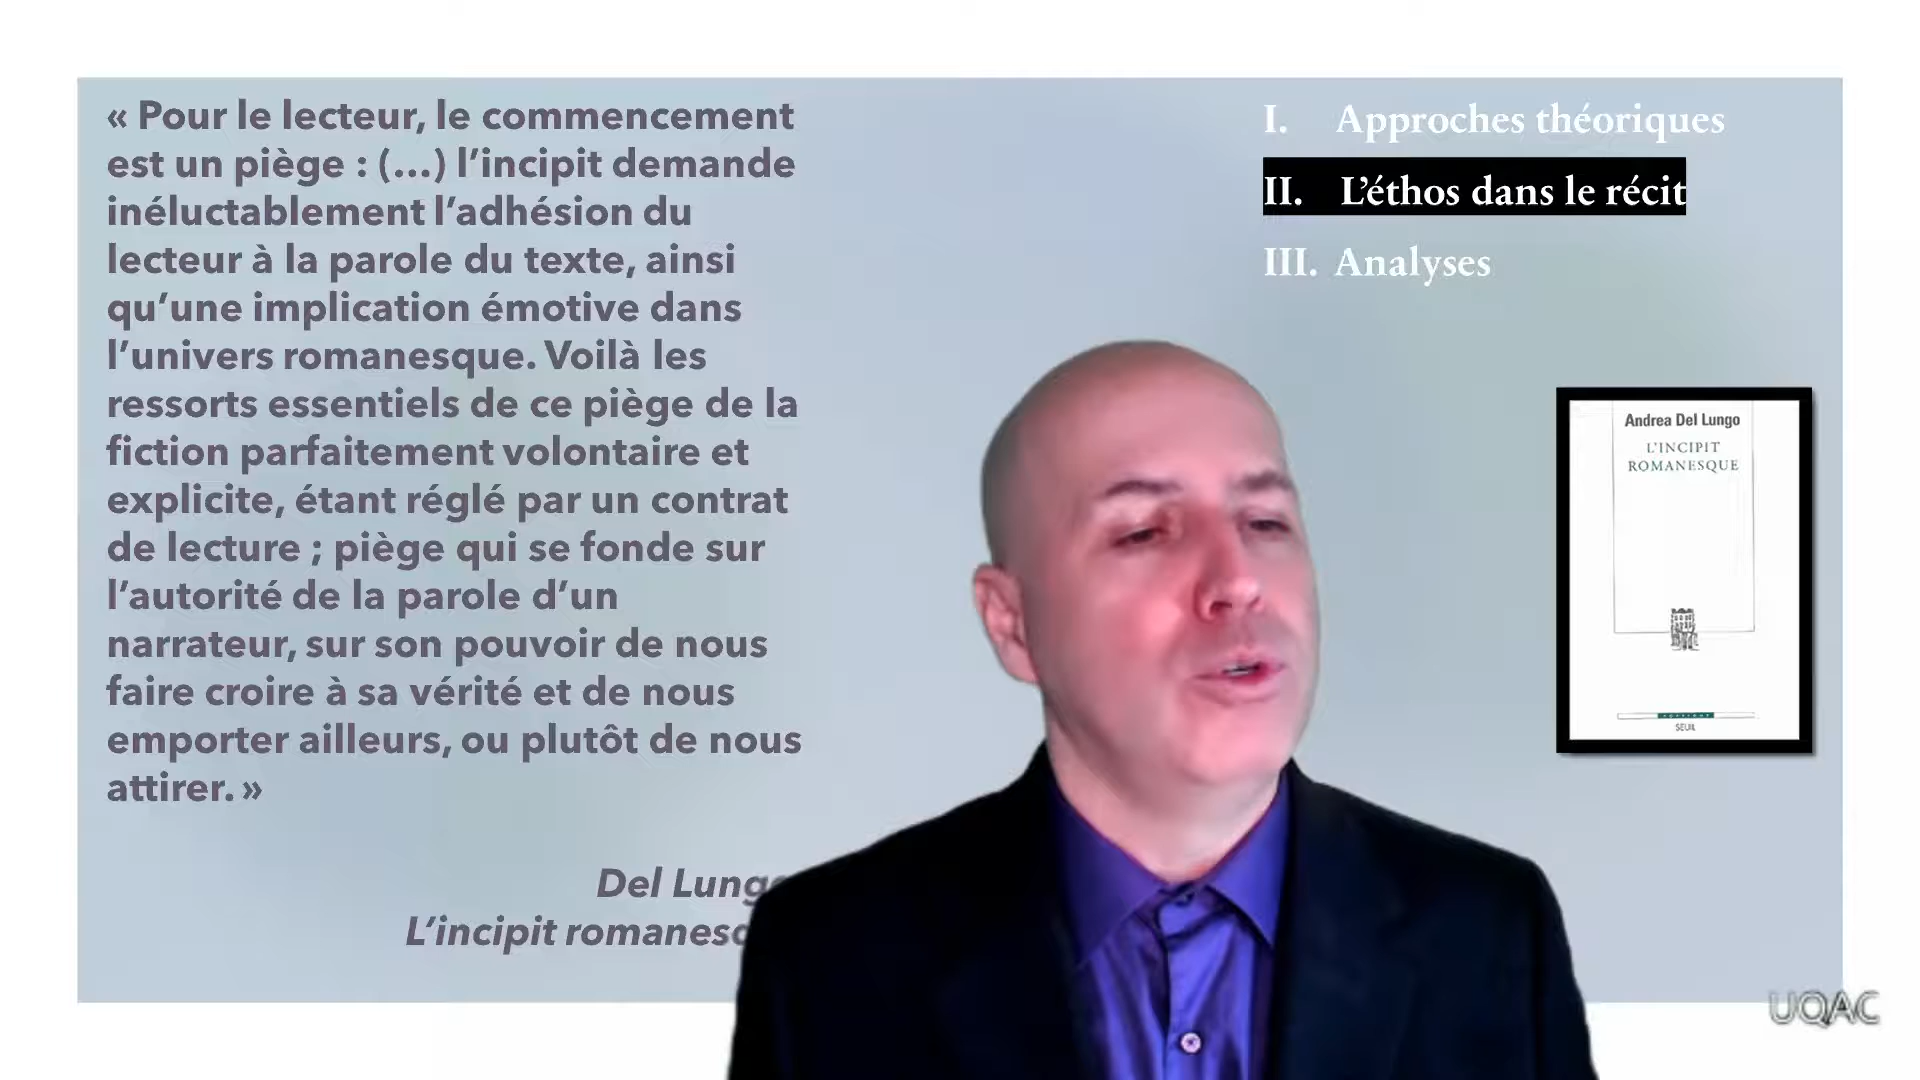 « Pour le lecteur, le commencement
est un piège : (…) l’incipit demande
inéluctablement l’adhésion du
lecteur à la parole du texte, ainsi
qu’une implication émotive dans
l’univers romanesque. Voilà les
ressorts essentiels de ce piège de la
fiction parfaitement volontaire et
explicite, étant réglé par un contrat
de lecture ; piège qui se fonde sur
l’autorité de la parole d’un
narrateur, sur son pouvoir de nous
faire croire à sa vérité et de nous
emporter ailleurs, ou plutôt de nous
attirer. »
Del
L’incipit
I. Approches théoriques
II. L’éthos dans le récit
III. Analyses
Andrea Del Lungo
L’INCIPIT
ROMANESQUE
SEUIL
UQAC